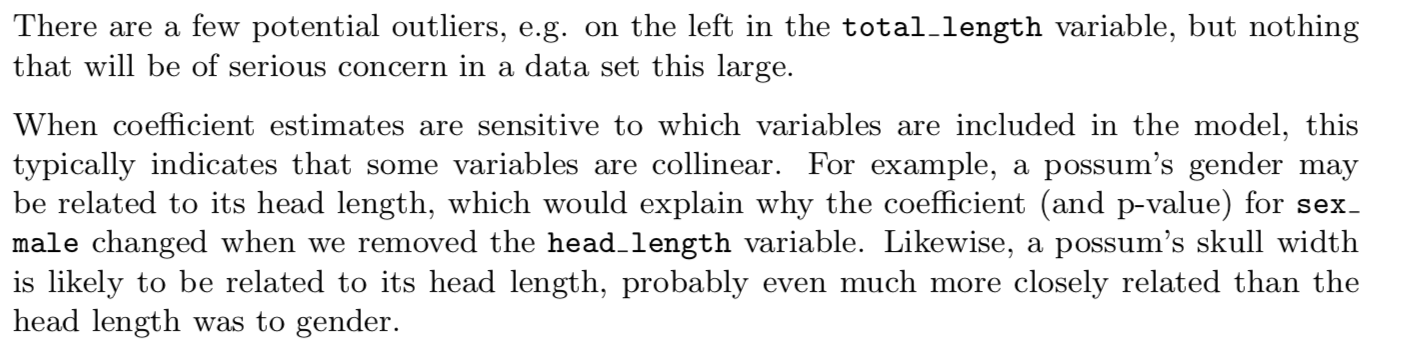 There are a few potential outliers, e.g. on the left in the total_length variable, but nothing
that will be of serious concern in a data set this large.
When coefficient estimates are sensitive to which variables are included in the model, this
typically indicates that some variables are collinear. For example, a possum's gender may
be related to its head length, which would explain why the coefficient (and p-value) for sex_
male changed when we removed the head_length variable. Likewise, a possum's skull width
is likely to be related to its head length, probably even much more closely related than the
head length was to gender.